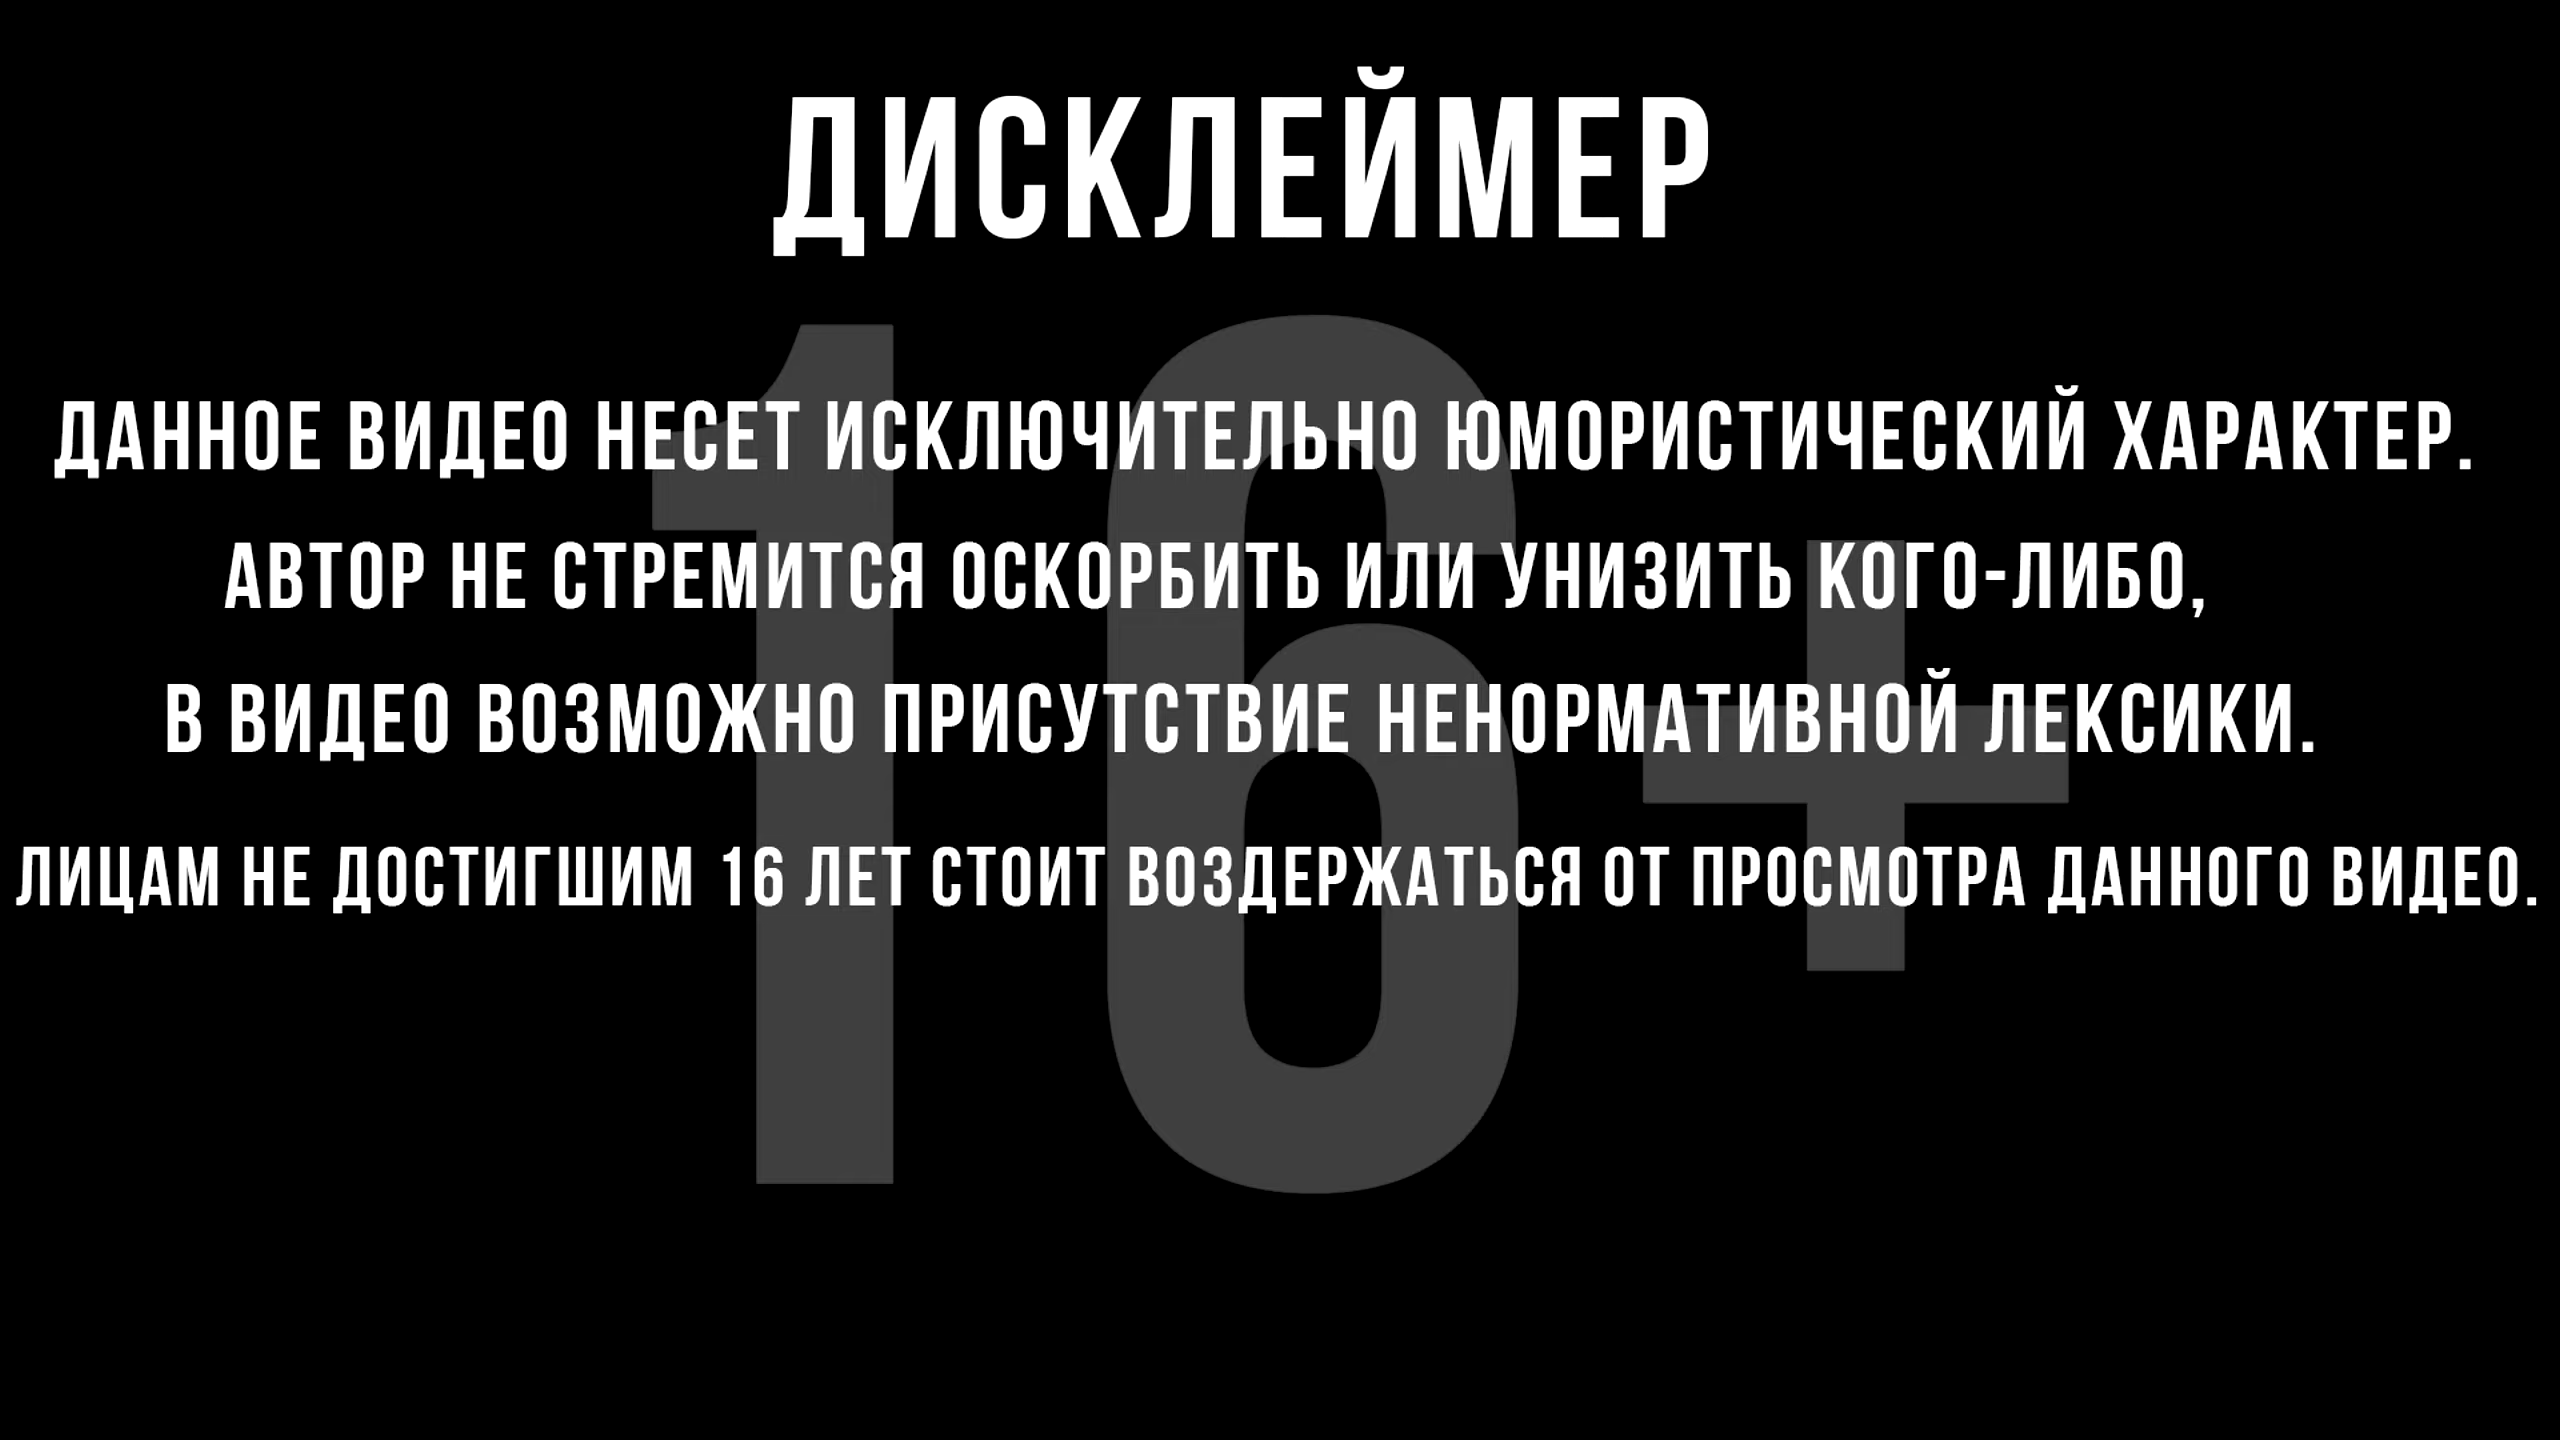 ДИСКЛЕЙМЕР
ДАННОЕ ВИДЕО НЕСЕТ ИСКЛЮЧИТЕЛЬНО ЮМОРИСТИЧЕСКИЙ ХАРАКТЕР.
АВТОР НЕ СТРЕМИТСЯ ОСКОРБИТЬ ИЛИ УНИЗИТЬ КОГО-ЛИБО,
В ВИДЕО ВОЗМОЖНО ПРИСУТСТВИЕ НЕНОРМАТИВНОЙ ЛЕКСИКИ.
ЛИЦАМ НЕ ДОСТИГШИМ 16 ЛЕТ СТОИТ ВОЗДЕРЖАТЬСЯ ОТ ПРОСМОТРА ДАННОГО ВИДЕО.
16+